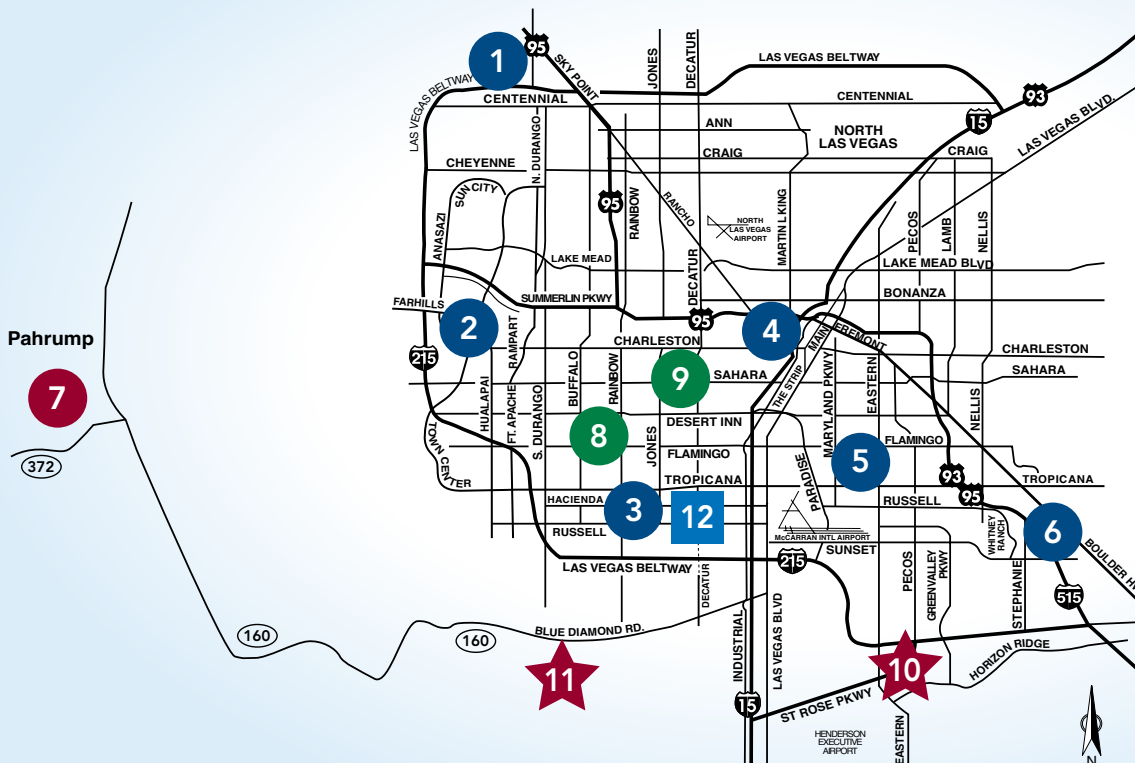 1
95
SKY POINT
JONES
DECATUR
LAS VEGAS BELTWAY
LAS VEGAS BELTWAY
CENTENNIAL
CENTENNIAL
93
15
LAS VEGAS BLVD.
ANN
NORTH
LAS VEGAS
N. DURANGO
CRAIG
CRAIG
CHEYENNE
SUN CITY
95
RAINBOW
RANCHO
NORTH
LAS VEGAS
AIRPORT
MARTIN L KING
PECOS
LAMB
NELLIS
ANASAZI
LAKE MEAD
DECATUR
LAKE MEAD BLVD
SUMMERLIN PKWY
BONANZA
FARHILLS
2
95
4
MAIN
FREMONT
Pahrump
7
372
215
RAMPART
CHARLESTON
CHARLESTON
9
SAHARA
SAHARA
THE STRIP
MARYLAND PKWY
EASTERN
HUALAPAI
FT. APACHE
S. DURANGO
BUFFALO
RAINBOW
NELLIS
DESERT INN
TOWN CENTER
8
JONES
FLAMINGO
FLAMINGO
5
TROPICANA
TROPICANA
93
95
PARADISE
HACIENDA
3
12
RUSSELL
RUSSELL
McCARRAN INTL AIRPORT
SUNSET
WHITNEY
RANCH
6
BOULDER HW
LAS VEGAS BELTWAY
215
DECATUR
PECOS
GREENVALLEY
PKWY
STEPHANIE
515
160
160
BLUE DIAMOND RD.
11
INDUSTRIAL
LAS VEGAS BLVD
10
HORIZON RIDGE
15
ST ROSE PKWY
HENDERSON
EXECUTIVE
AIRPORT
EASTERN
N